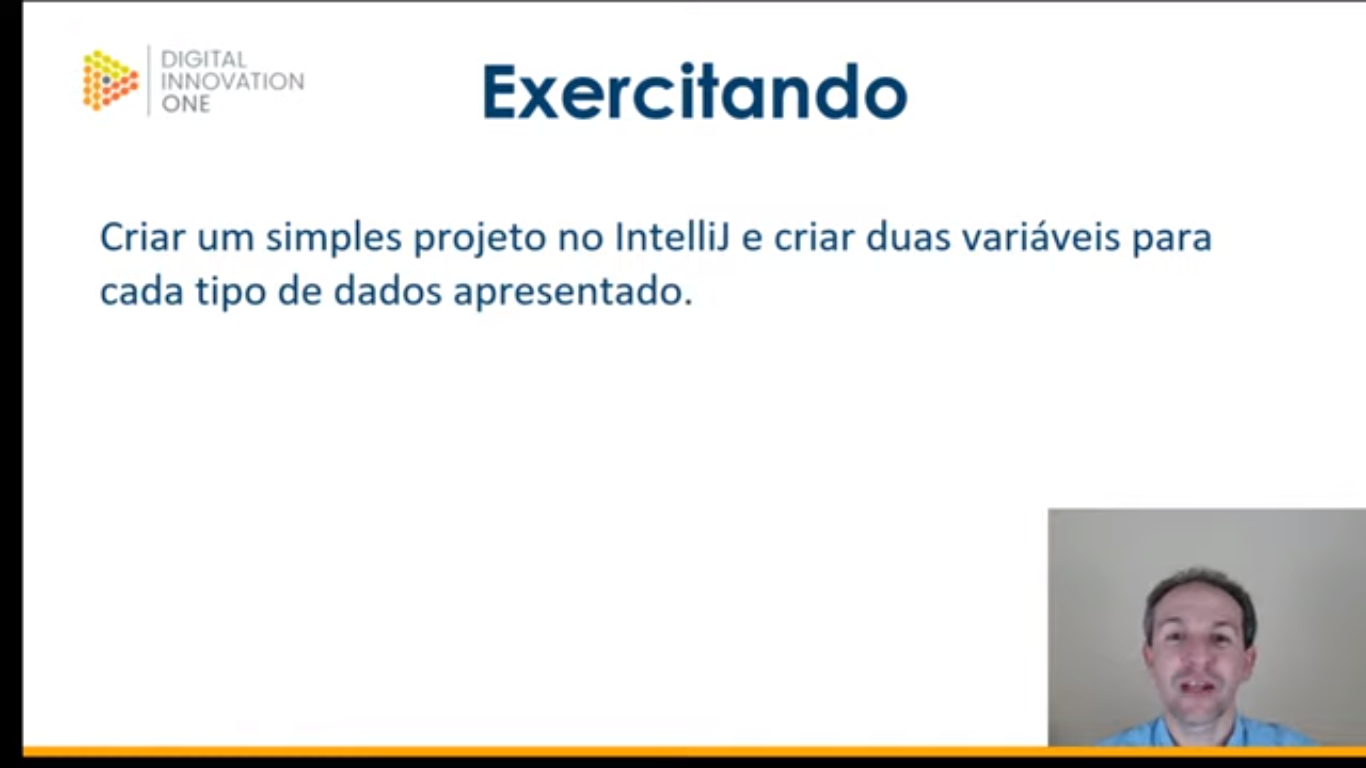 DIGITAL
INNOVATION
ONE
Exercitando
Criar um simples projeto no IntelliJ e criar duas variáveis para
cada tipo de dados apresentado.